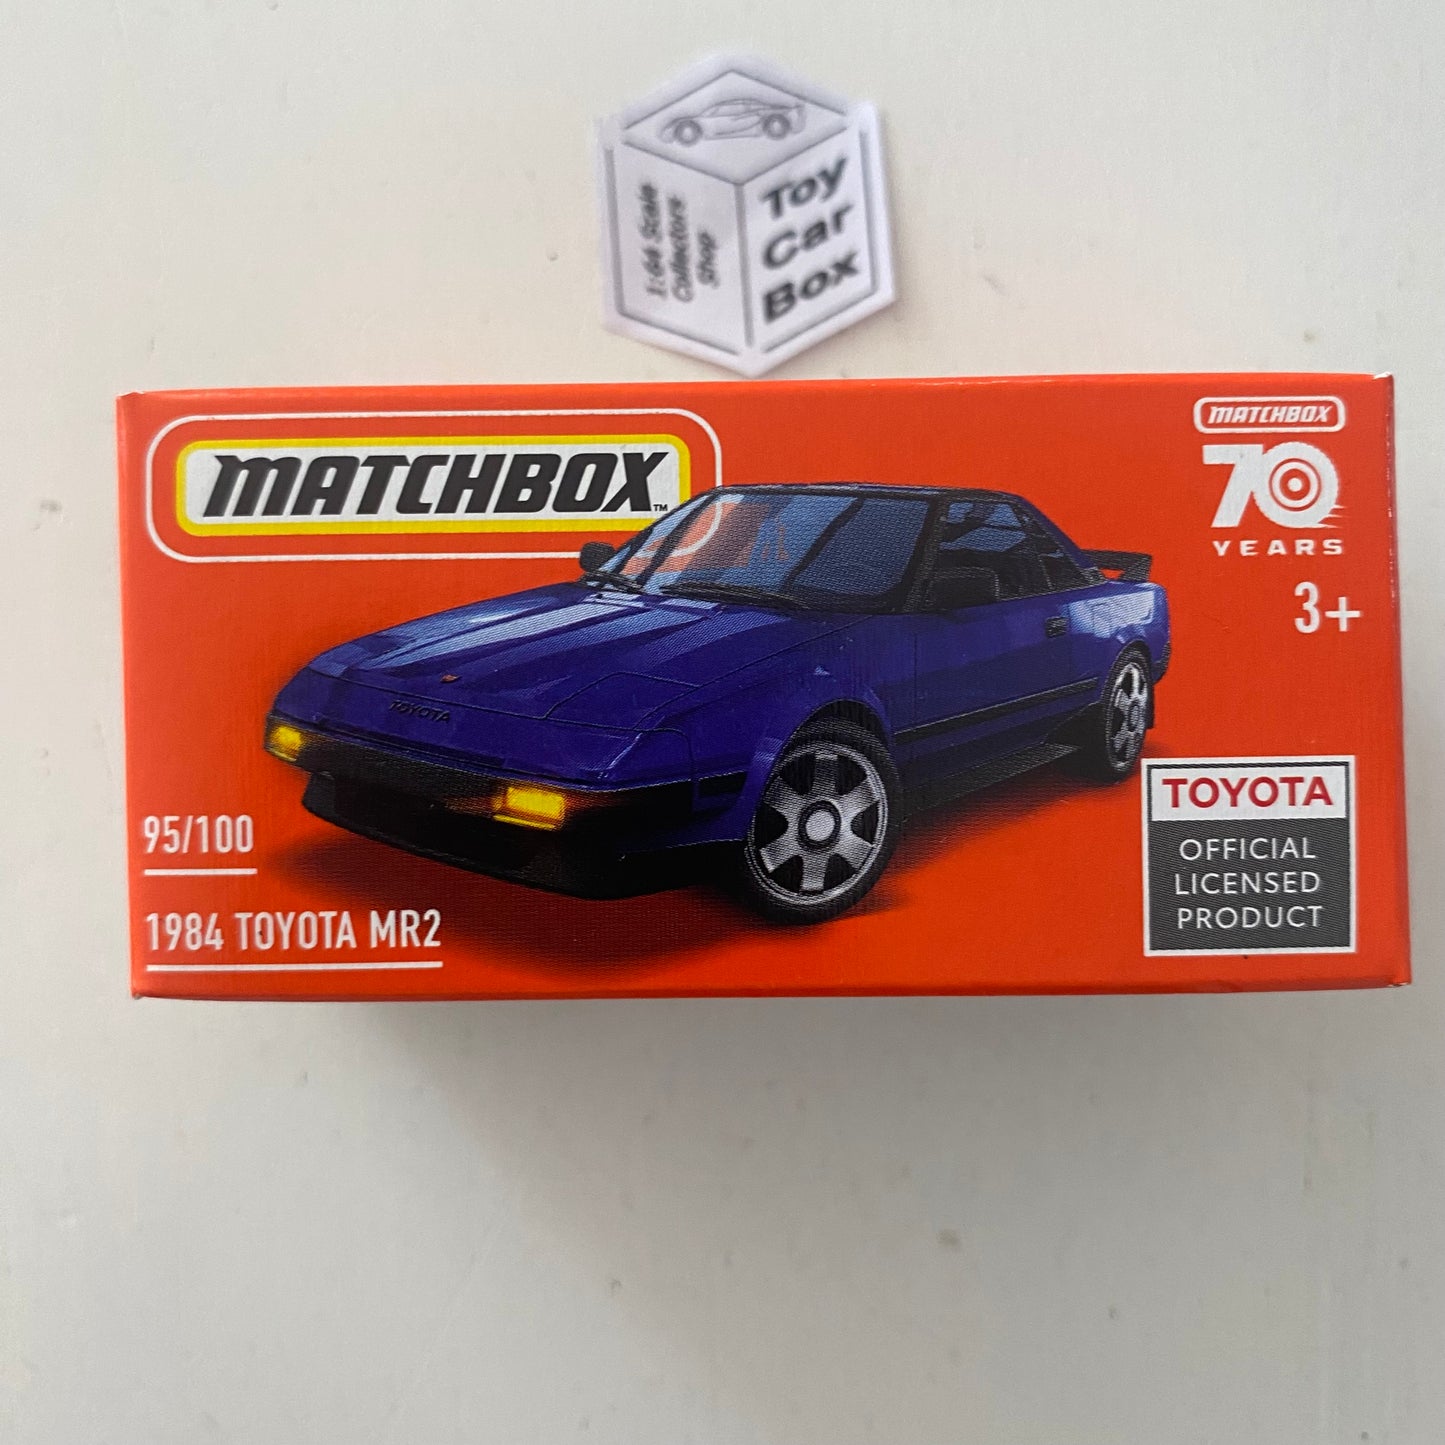 1:64 Scale
Collectors
Shop
Toy
Car
Box
MATCHBOX™
MATCHBOX
70
YEARS
3+
TOYOTA
95/100
1984 TOYOTA MR2
TOYOTA
OFFICIAL
LICENSED
PRODUCT